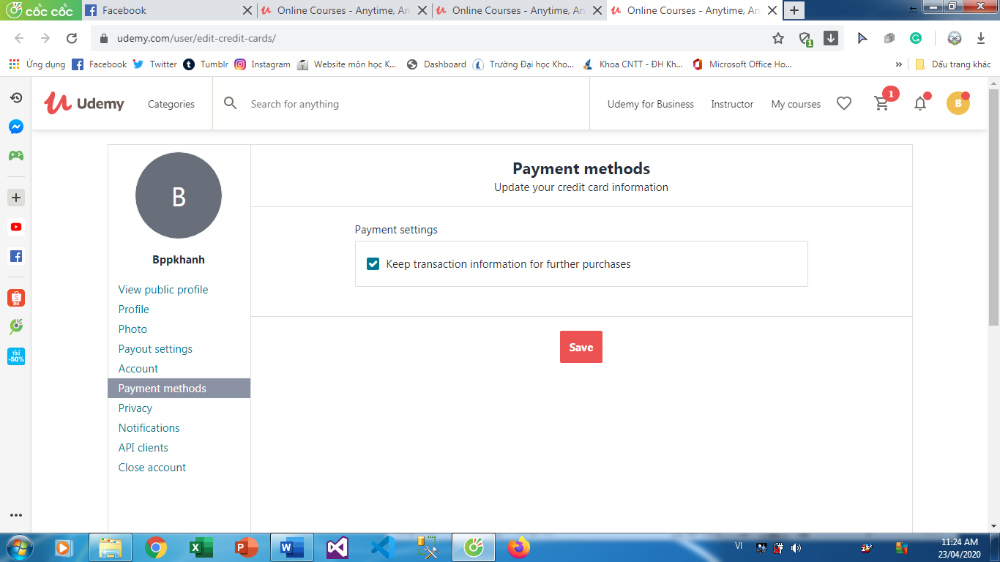 cốc cốc
Facebook
Online Courses - Anytime, An
Online Courses - Anytime, An
Online Courses - Anytime, An
udemy.com/user/edit-credit-cards/
1
Ứng dụng
Facebook
Twitter
Tumblr
Instagram
Website môn học K...
Dashboard
Trường Đại học Kho...
Khoa CNTT - ĐH Kh...
Microsoft Office Ho...
»
Dấu trang khác
Udemy
Categories
Search for anything
Udemy for Business
Instructor
My courses
1
B
B
Bppkhanh
View public profile
Profile
Photo
Payout settings
Account
Payment methods
Privacy
Notifications
API clients
Close account
Payment methods
Update your credit card information
Payment settings
Keep transaction information for further purchases
Save
TIKI
-50%
VI
11:24 AM
23/04/2020